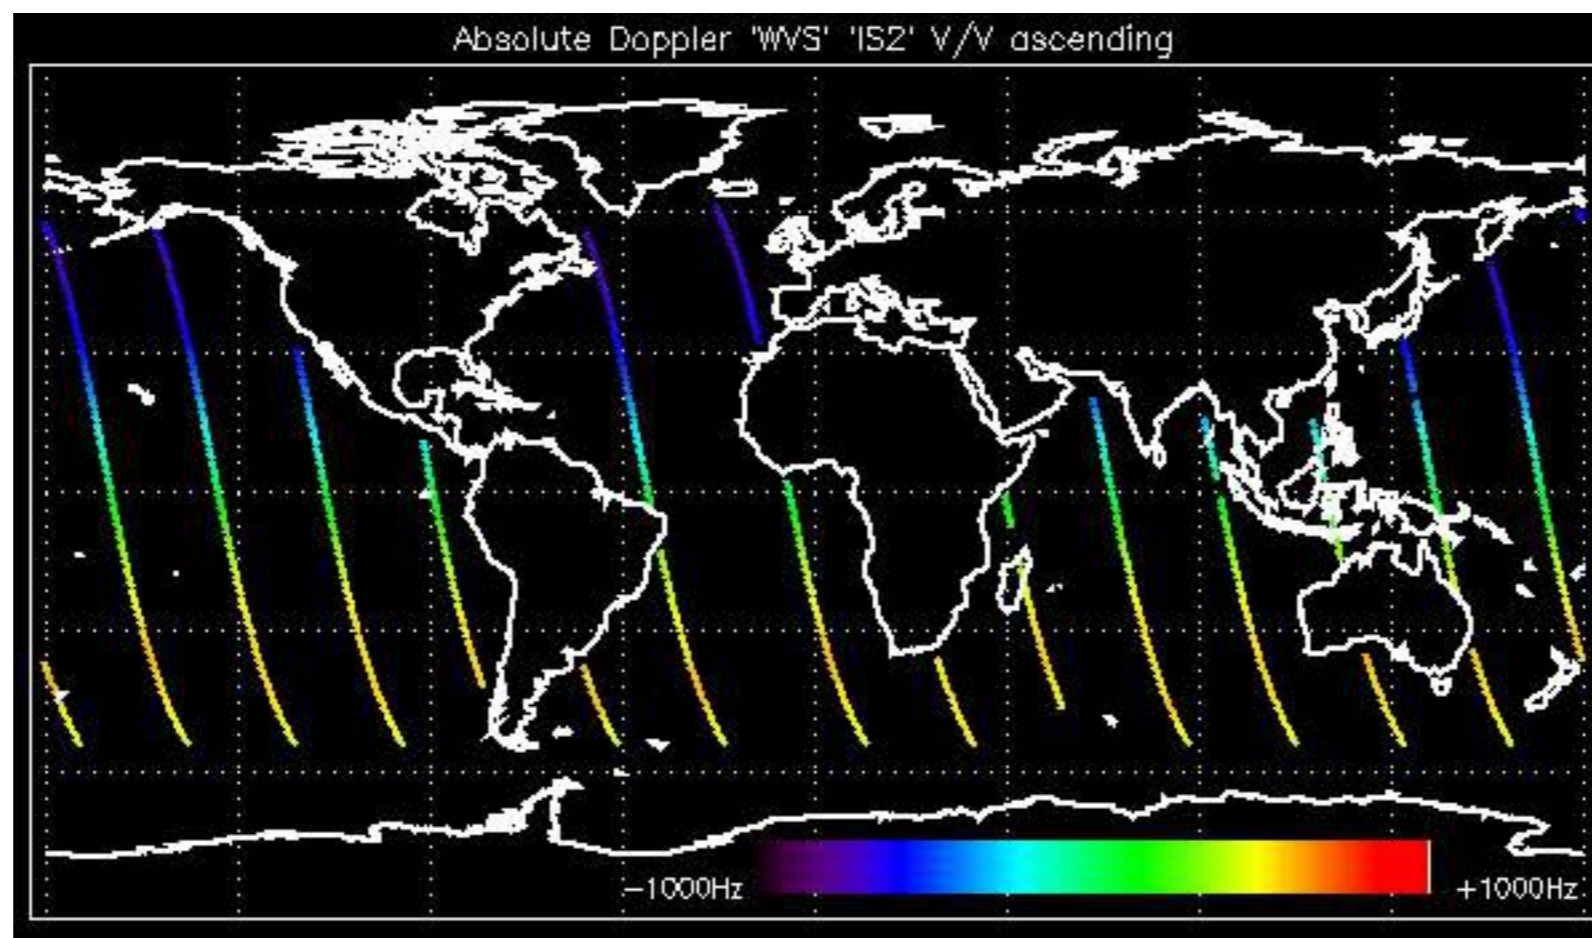 Absolute Doppler 'WVS' 'IS2' V/V ascending
−1000Hz
+1000Hz